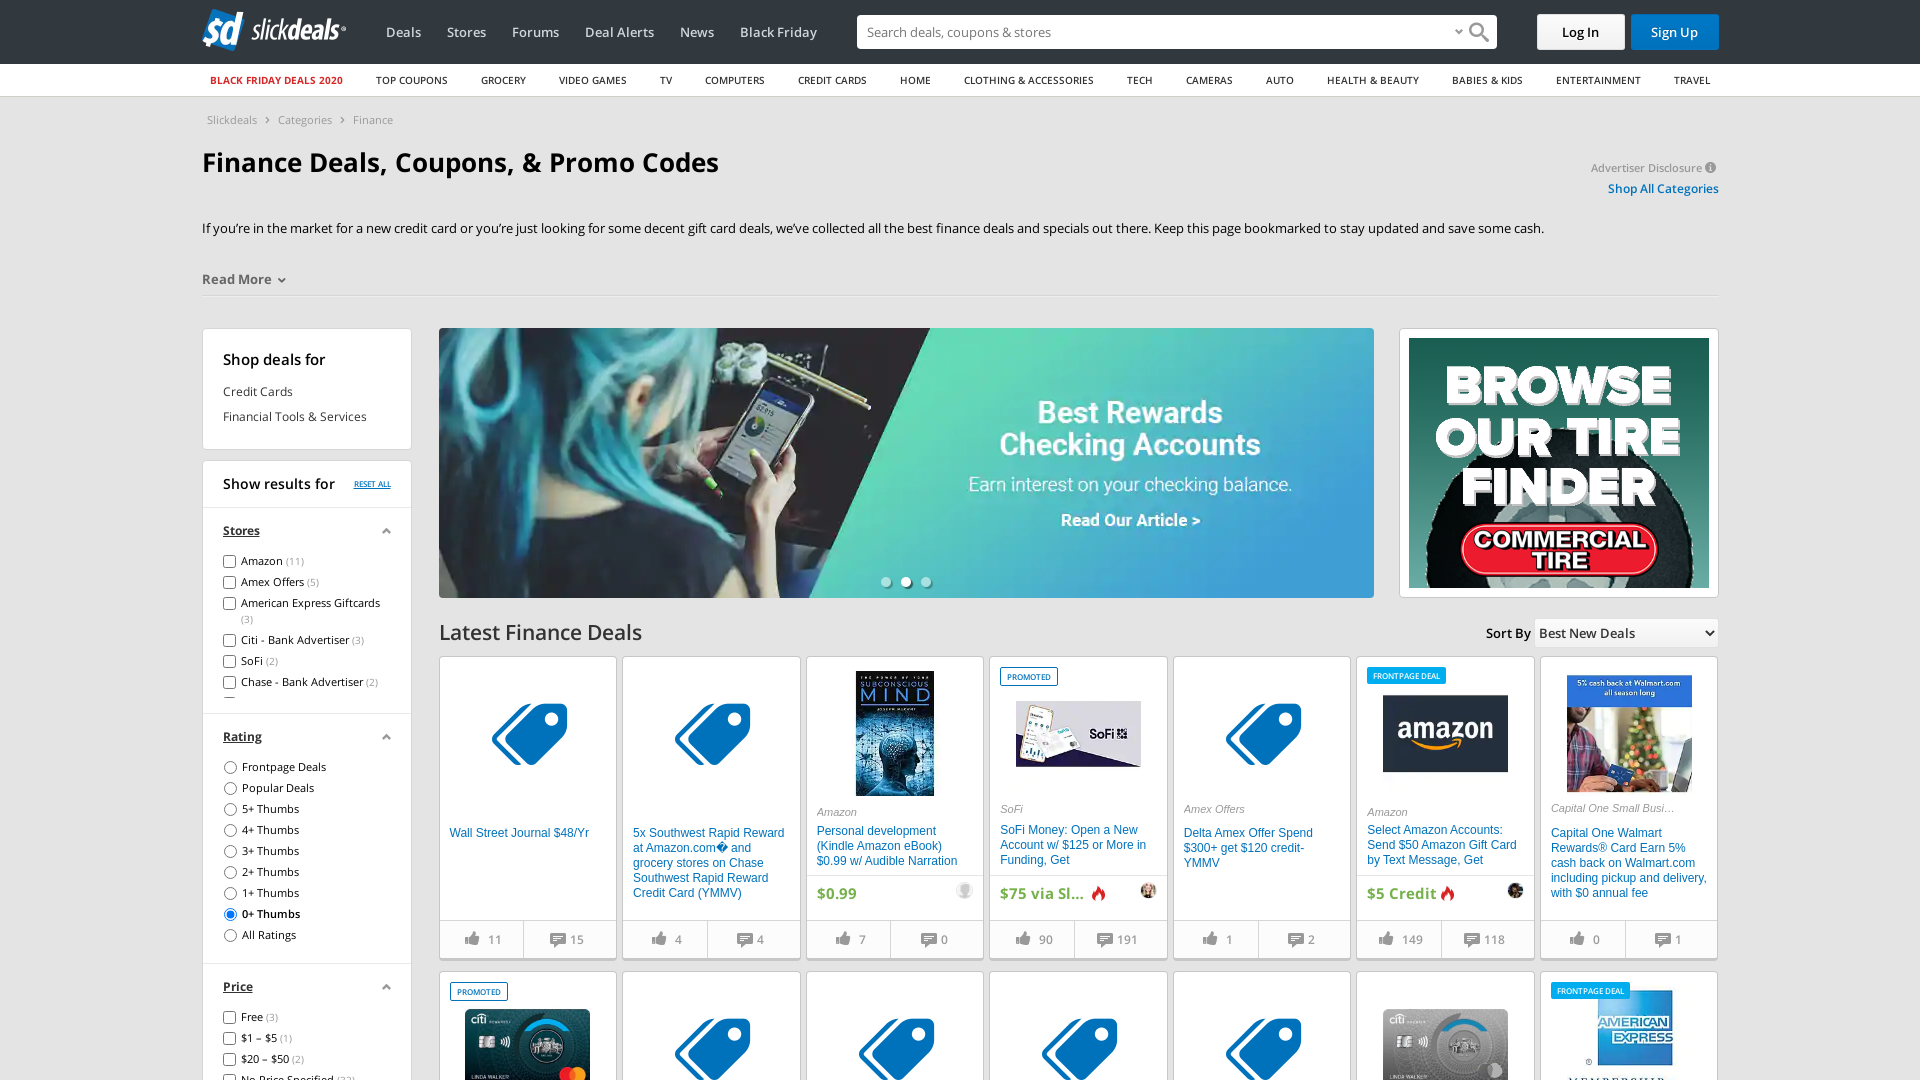 slickdeals
Deals
Stores
Forums
Deal Alerts
News
Black Friday
Search deals, coupons & stores
Log In
Sign Up
BLACK FRIDAY DEALS 2020
TOP COUPONS
GROCERY
VIDEO GAMES
TV
COMPUTERS
CREDIT CARDS
HOME
CLOTHING & ACCESSORIES
TECH
CAMERAS
AUTO
HEALTH & BEAUTY
BABIES & KIDS
ENTERTAINMENT
TRAVEL
Slickdeals > Categories > Finance
Finance Deals, Coupons, & Promo Codes
Advertiser Disclosure
Shop All Categories
If you’re in the market for a new credit card or you’re just looking for some decent gift card deals, we’ve collected all the best finance deals and specials out there. Keep this page bookmarked to stay updated and save some cash.
Read More
Shop deals for
Credit Cards
Financial Tools & Services
Show results for
RESET ALL
Stores
Amazon (11)
Amex Offers (5)
American Express Giftcards
(3)
Citi - Bank Advertiser (3)
SoFi (2)
Chase - Bank Advertiser (2)
Rating
Frontpage Deals
Popular Deals
5+ Thumbs
4+ Thumbs
3+ Thumbs
2+ Thumbs
1+ Thumbs
0+ Thumbs
All Ratings
Price
Free (3)
$1 – $5 (1)
$20 – $50 (2)
No Price Specified (22)
Best Rewards
Checking Accounts
Earn interest on your checking balance.
Read Our Article >
BROWSE
OUR TIRE
FINDER
COMMERCIAL
TIRE
Latest Finance Deals
Sort By
Best New Deals
Wall Street Journal $48/Yr
11
15
5x Southwest Rapid Reward
at Amazon.com� and
grocery stores on Chase
Southwest Rapid Reward
Credit Card (YMMV)
4
4
THE POWER OF YOUR
SUBCONSCIOUS
MIND
JOSEPH MURPHY
Amazon
Personal development
(Kindle Amazon eBook)
$0.99 w/ Audible Narration
$0.99
7
0
PROMOTED
SoFi
SoFi
SoFi Money: Open a New
Account w/ $125 or More in
Funding, Get
$75 via Sl...
90
191
Amex Offers
Delta Amex Offer Spend
$300+ get $120 credit-
YMMV
1
2
FRONTPAGE DEAL
amazon
Amazon
Select Amazon Accounts:
Send $50 Amazon Gift Card
by Text Message, Get
$5 Credit
149
118
5% cash back at Walmart.com
all season long
Capital One Small Busi…
Capital One Walmart
Rewards® Card Earn 5%
cash back on Walmart.com
including pickup and delivery,
with $0 annual fee
0
1
PROMOTED
citi
LINDA WALKER
citi
LINDA WALKER
FRONTPAGE DEAL
AMERICAN
EXPRESS
®
MEMBERSHIP